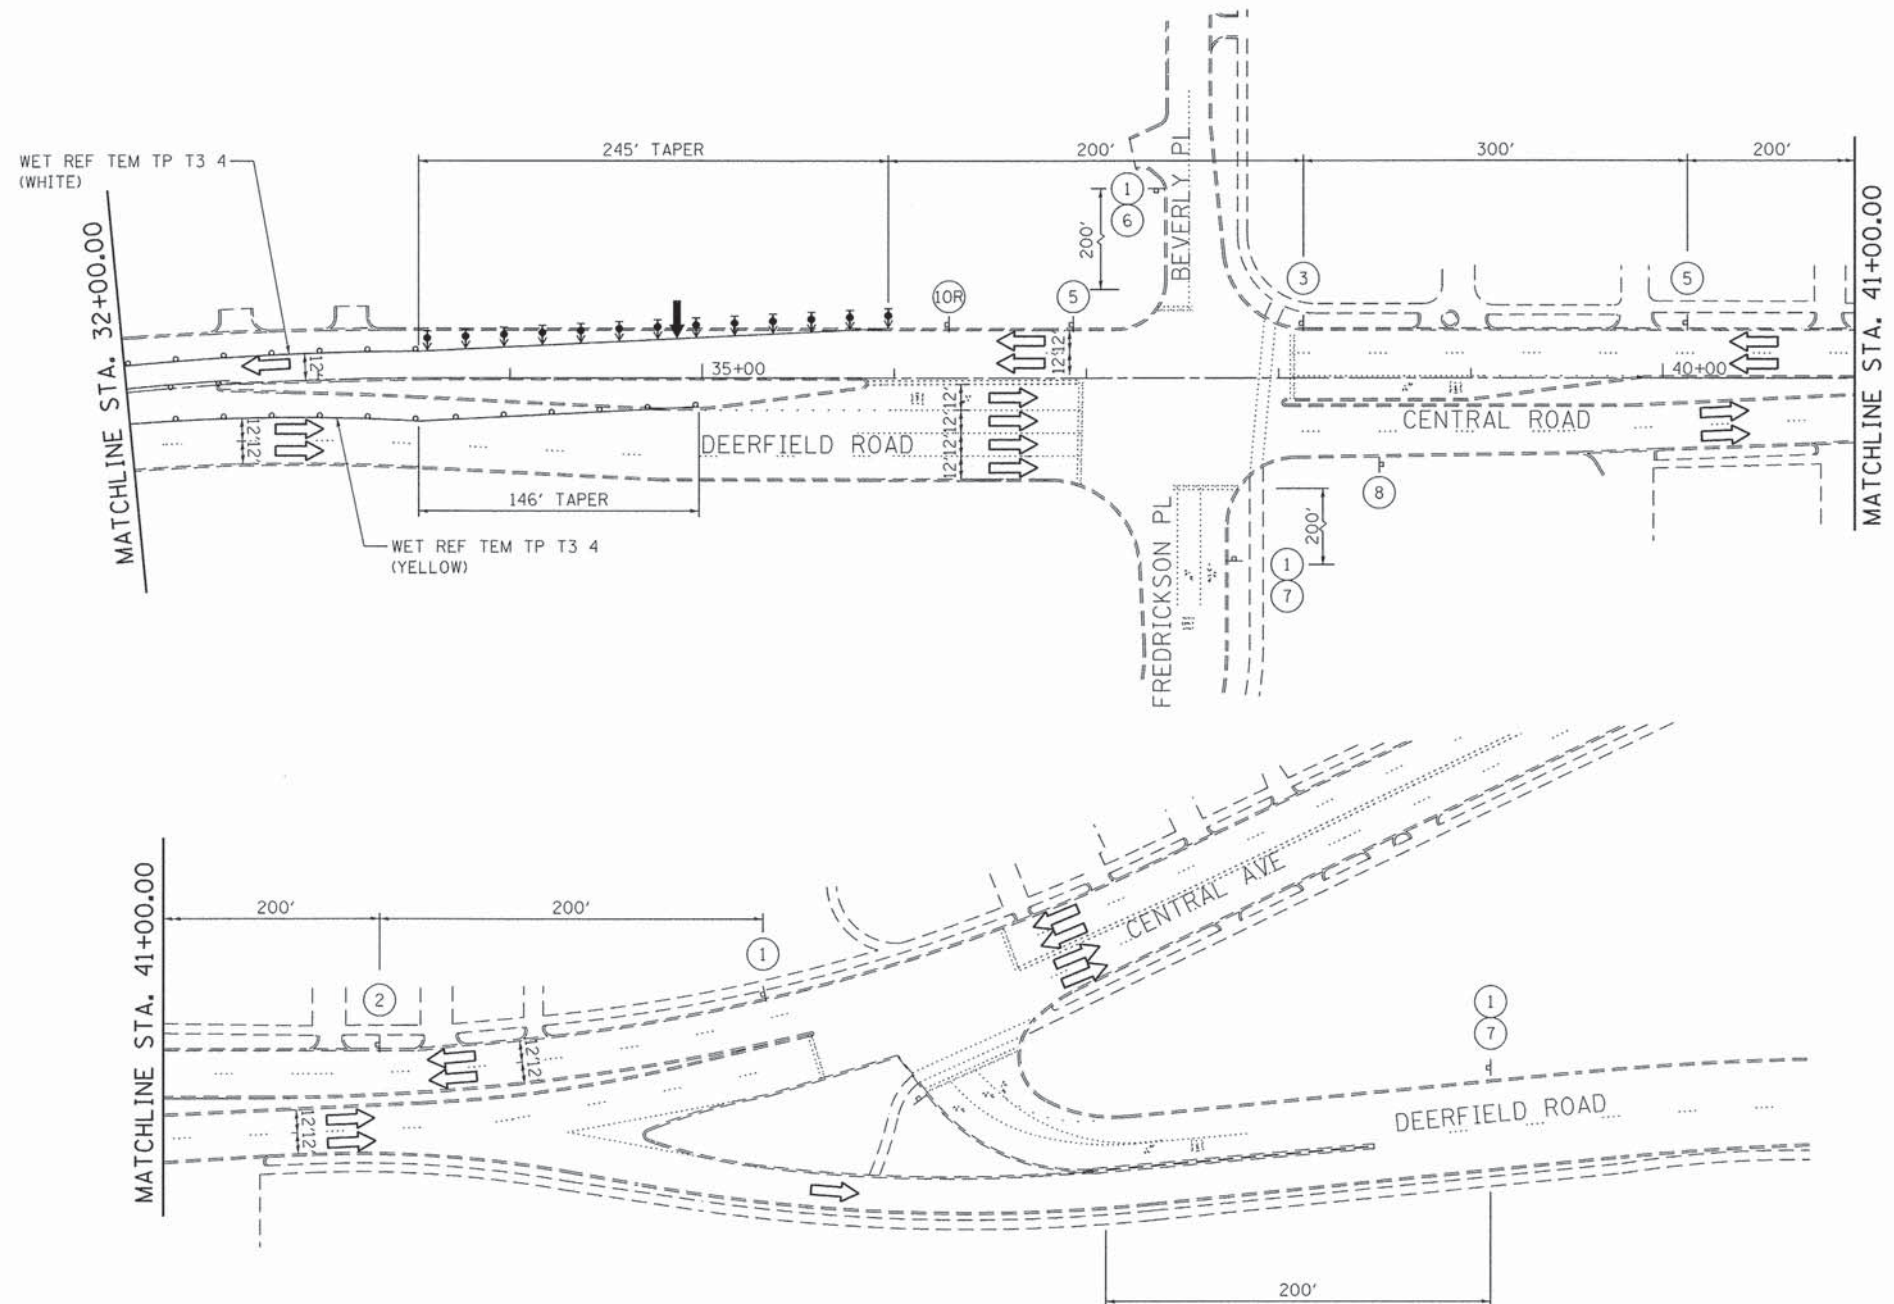 245' TAPER
200'
300'
200'
WET REF TEM TP T3 4
(WHITE)
MATCHLINE STA. 32+00.00
1
6
200'
BEVERLY PL
10R
5
3
5
MATCHLINE STA. 41+00.00
12'
12'
12'
35+00
40+00
12'
12'
12'
12'
12'
12'
DEERFIELD ROAD
CENTRAL ROAD
146' TAPER
WET REF TEM TP T3 4
(YELLOW)
8
FREDRICKSON PL
200'
1
7
MATCHLINE STA. 41+00.00
200'
200'
CENTRAL AVE
1
2
1
7
12'
12'
12'
12'
DEERFIELD ROAD
200'